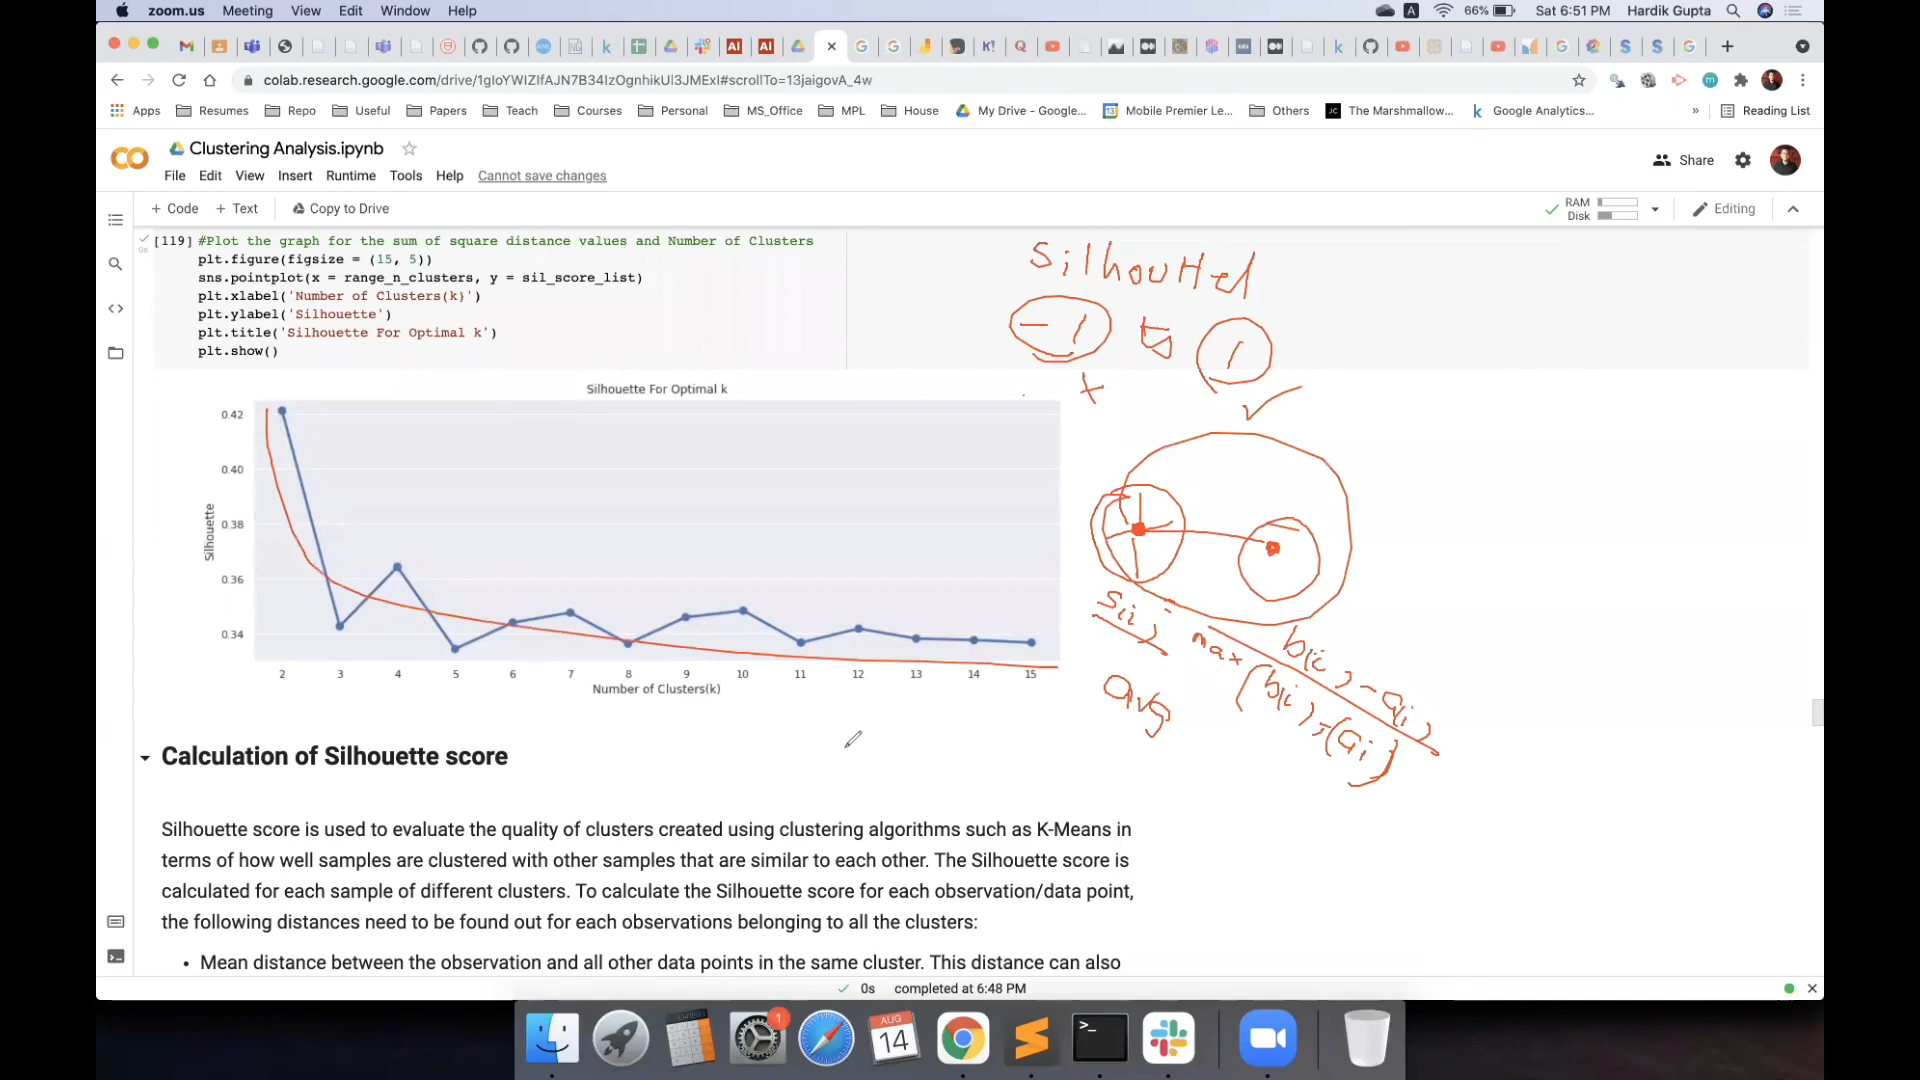 zoom.us Meeting View Edit Window Help
A 66% Sat 6:51 PM Hardik Gupta
colab.research.google.com/drive/1gIoYWIZlfAJN7B34IzOgnhikUl3JMExI#scrollTo=13jaigovA_4w
Apps Resumes Repo Useful Papers Teach Courses Personal MS_Office MPL House My Drive - Google... Mobile Premier Le... Others The Marshmallow... Google Analytics... » Reading List
Clustering Analysis.ipynb
Share
File Edit View Insert Runtime Tools Help Cannot save changes
+ Code + Text Copy to Drive
RAM
Disk
Editing
[119] #Plot the graph for the sum of square distance values and Number of Clusters
0s
plt.figure(figsize = (15, 5))
sns.pointplot(x = range_n_clusters, y = sil_score_list)
plt.xlabel('Number of Clusters(k)')
plt.ylabel('Silhouette')
plt.title('Silhouette For Optimal k')
plt.show()
-1 to 1
Silhouette For Optimal k
0.42
0.40
0.38
0.36
0.34
Silhouette
2 3 4 5 6 7 8 9 10 11 12 13 14 15
Number of Clusters(k)
b(i) - a(i)
max
avg
Calculation of Silhouette score
Silhouette score is used to evaluate the quality of clusters created using clustering algorithms such as K-Means in
terms of how well samples are clustered with other samples that are similar to each other. The Silhouette score is
calculated for each sample of different clusters. To calculate the Silhouette score for each observation/data point,
the following distances need to be found out for each observations belonging to all the clusters:
• Mean distance between the observation and all other data points in the same cluster. This distance can also
0s completed at 6:48 PM
1
AUG
14